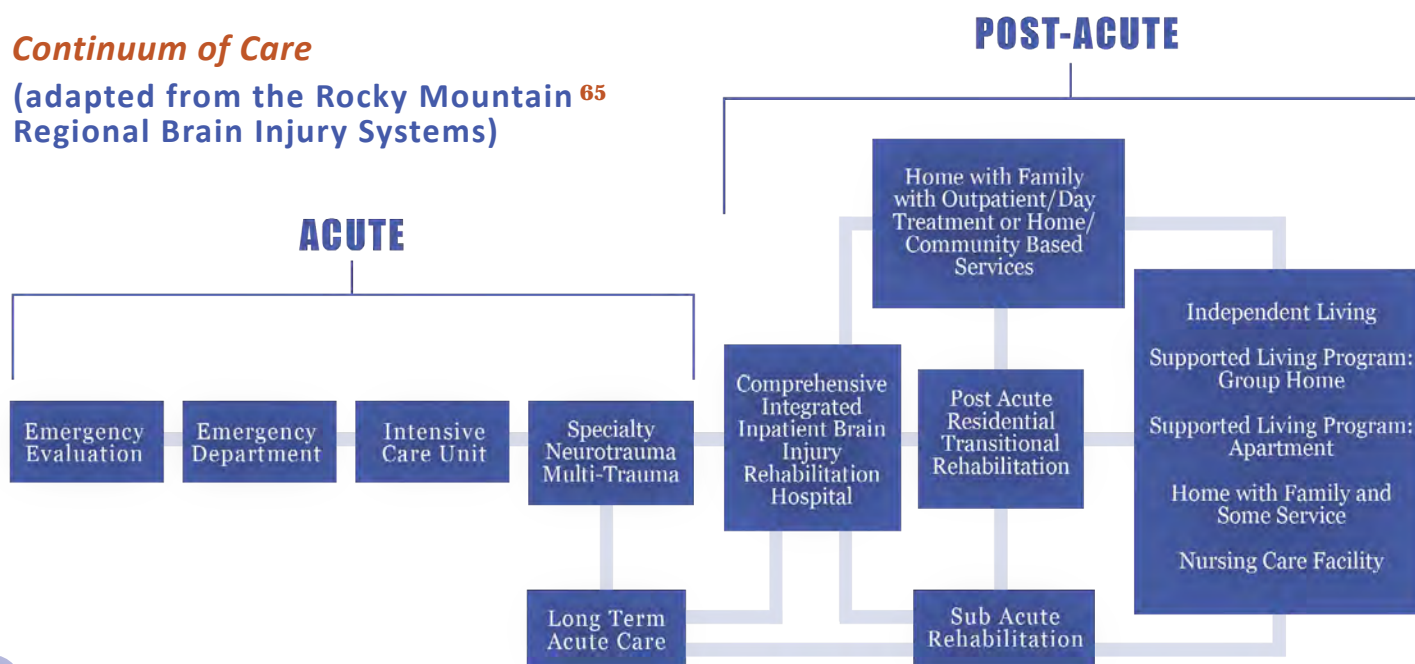 Continuum of Care
(adapted from the Rocky Mountain 65
Regional Brain Injury Systems)
POST-ACUTE
ACUTE
Emergency
Evaluation
Emergency
Department
Intensive
Care Unit
Specialty
Neurotrauma
Multi-Trauma
Long Term
Acute Care
Comprehensive
Integrated
Inpatient Brain
Injury
Rehabilitation
Hospital
Home with Family
with Outpatient/Day
Treatment or Home/
Community Based
Services
Post Acute
Residential
Transitional
Rehabilitation
Sub Acute
Rehabilitation
Independent Living
Supported Living Program:
Group Home
Supported Living Program:
Apartment
Home with Family and
Some Service
Nursing Care Facility